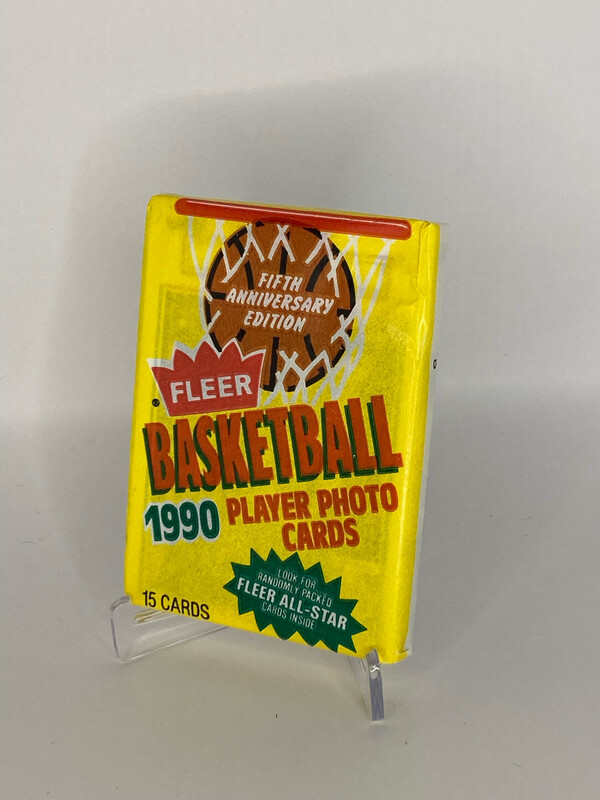 FIFTH
ANNIVERSARY
EDITION
FLEER
®
BASKETBALL
1990 PLAYER PHOTO
CARDS
LOOK FOR
RANDOMLY PACKED
FLEER ALL-STAR
CARDS INSIDE
15 CARDS